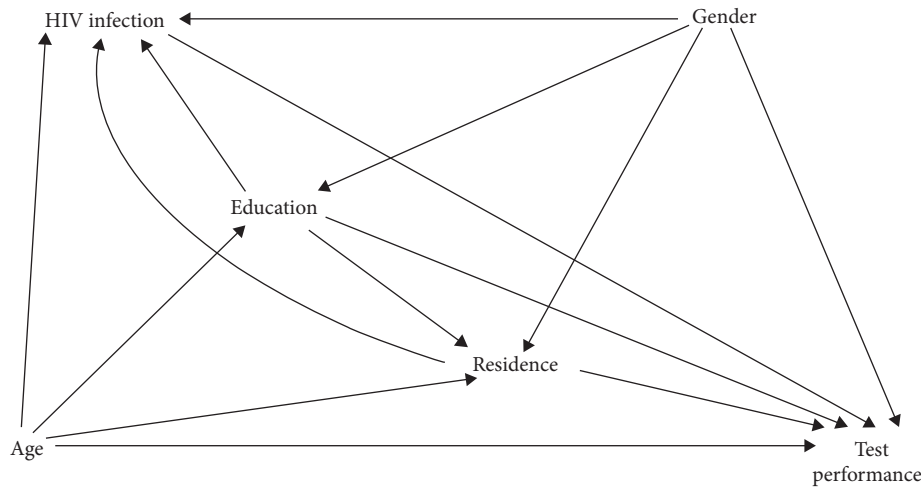 HIV infection
Gender
Education
Residence
Age
Test
performance